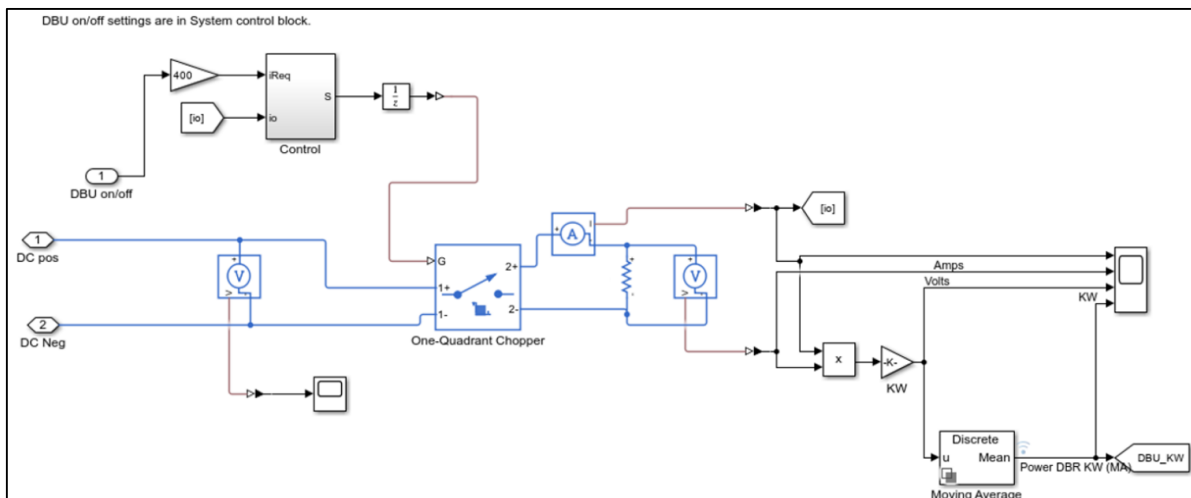 DBU on/off settings are in System control block.
400
iReq
S
1
z
[io]
io
Control
1
DBU on/off
1
DC pos
2
DC Neg
+
V
V
-
G
1+
1-
2+
2-
One-Quadrant Chopper
+
A
I
-
+
-
+
V
V
-
[io]
Amps
Volts
KW
x
-K-
KW
Discrete
u
Mean
Moving Average
Power DBR KW (MA)
DBU_KW